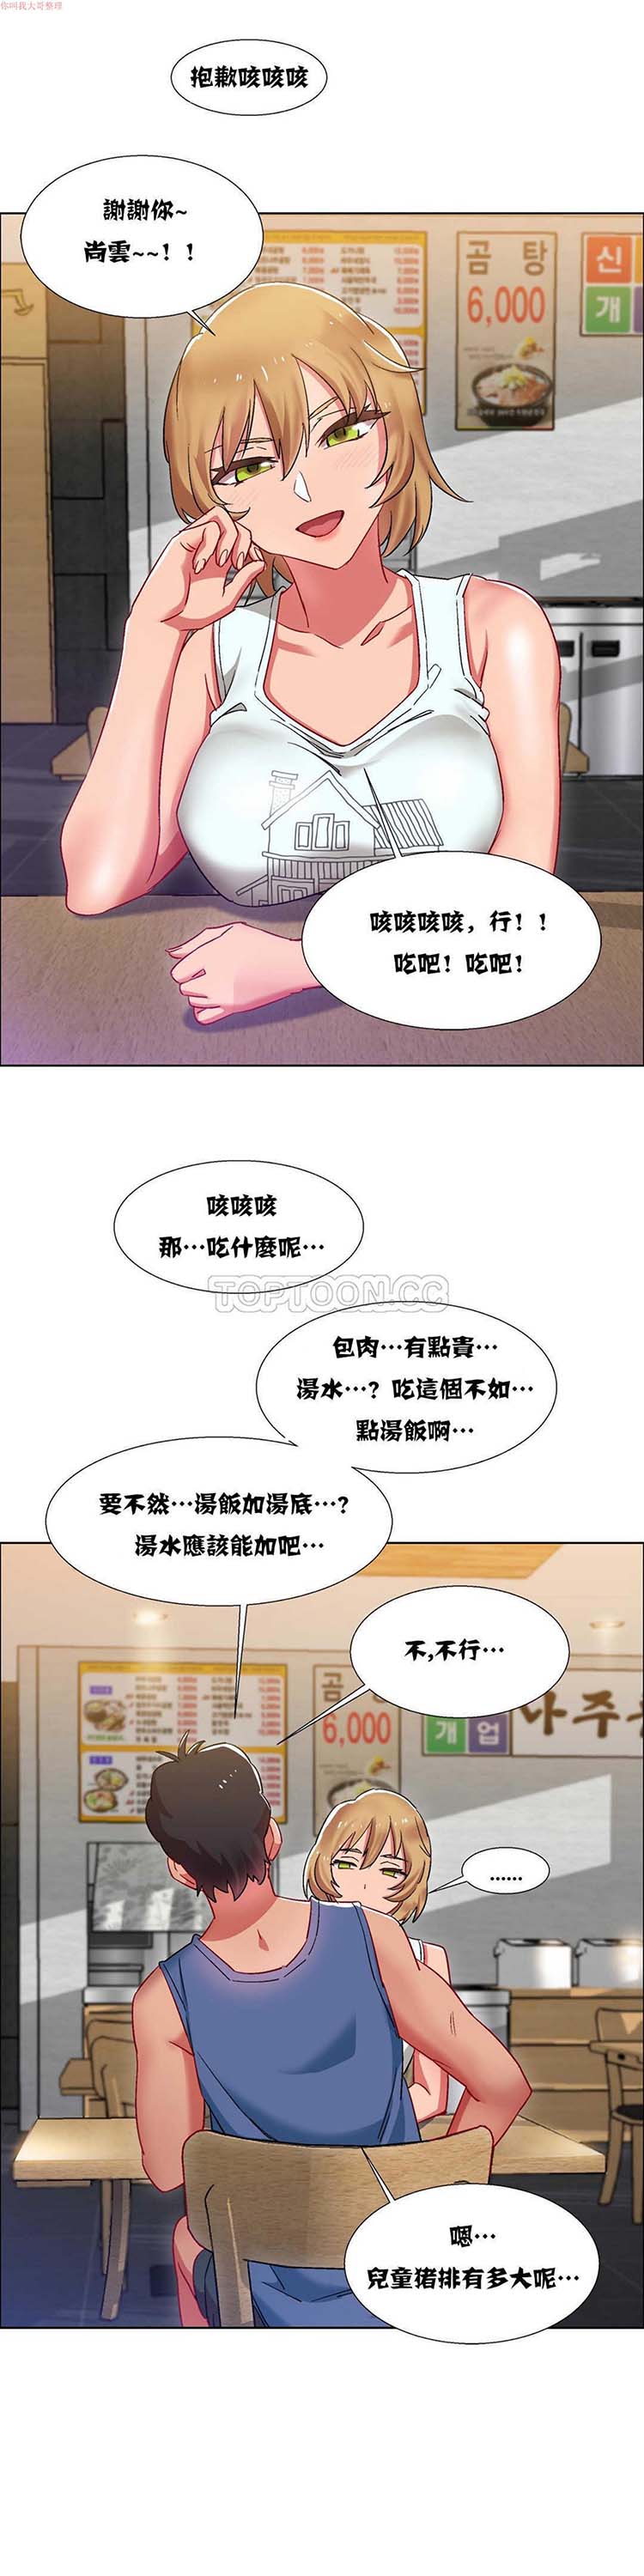 你叫我大哥整理
抱歉咳咳咳
謝謝你~
尚雲~~！！
곰탕
6,000
신
개
咳咳咳咳，行！！
吃吧！吃吧！
咳咳咳
那…吃什麼呢…
TOPTOON.CC
包肉…有點貴…
湯水…？吃這個不如…
點湯飯啊…
要不然…湯飯加湯底…？
湯水應該能加吧…
不,不行…
곰
6,000
개업
나주
……
嗯…
兒童猪排有多大呢…